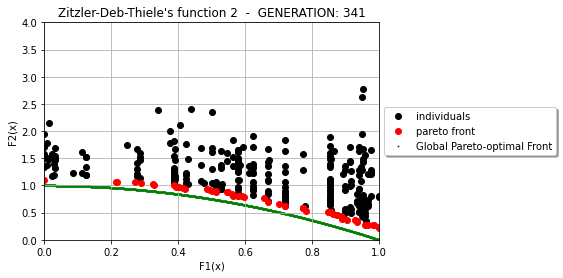 Zitzler-Deb-Thiele's function 2 - GENERATION: 341
4.0
3.5
3.0
2.5
2.0
1.5
1.0
0.5
0.0
F2(x)
0.0 0.2 0.4 0.6 0.8 1.0
F1(x)
individuals
pareto front
Global Pareto-optimal Front